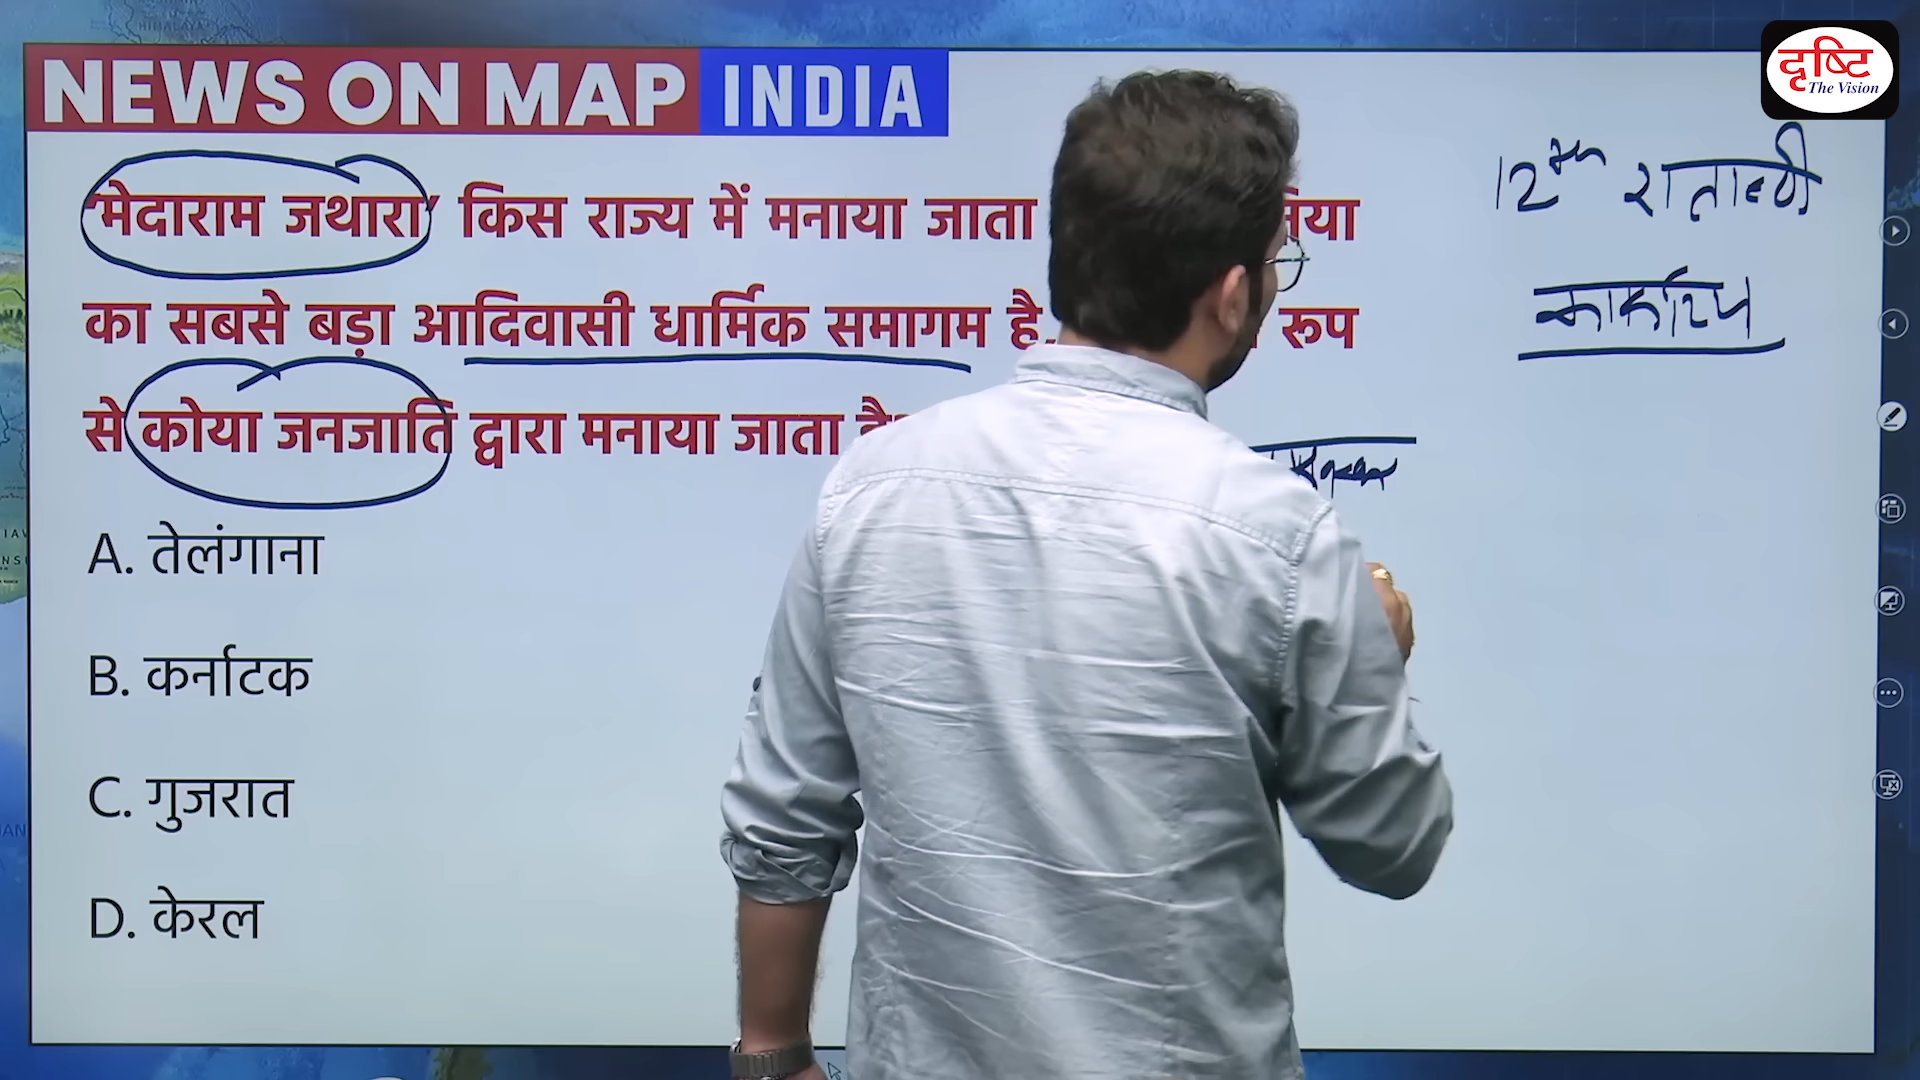 NEWS ON MAP INDIA
दृष्टि
The Vision
'मेदाराम जथारा' किस राज्य में मनाया जाता
का सबसे बड़ा आदिवासी धार्मिक समागम है, रूप
से कोया जनजाति द्वारा मनाया जाता
A. तेलंगाना
B. कर्नाटक
C. गुजरात
D. केरल
12th शताब्दी
काकतिय